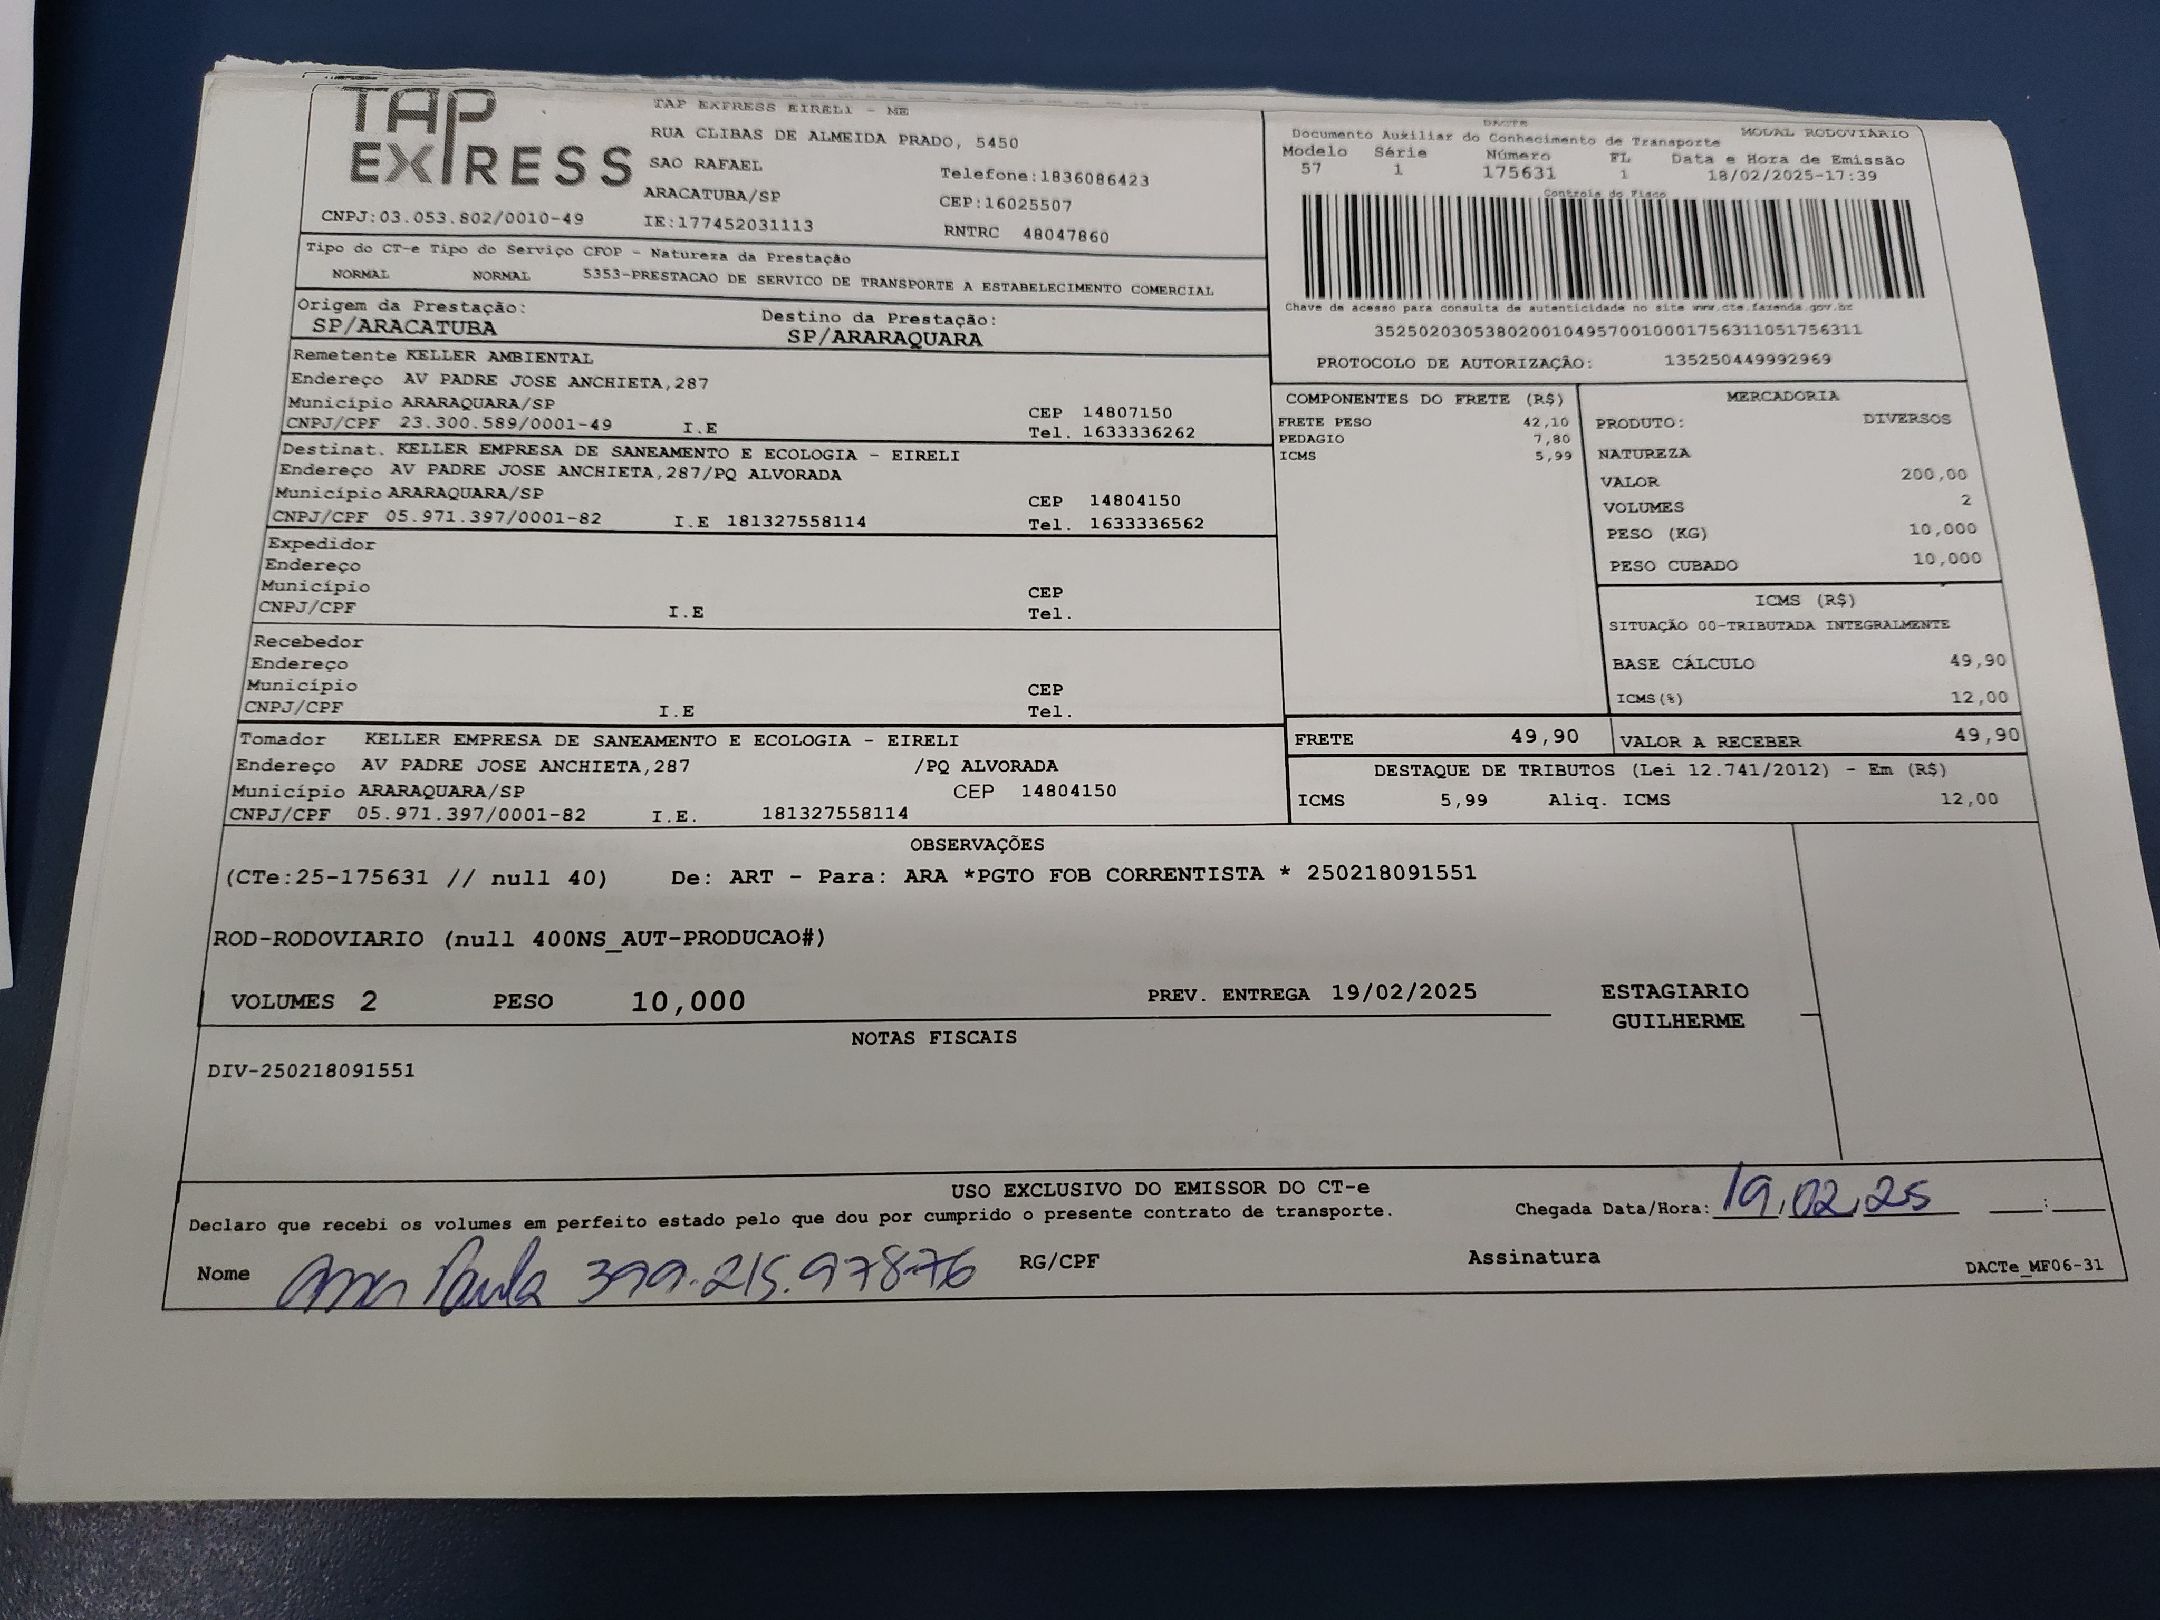 TAP EXPRESS
TAP EXPRESS EIRELI - ME
RUA CLIBAS DE ALMEIDA PRADO, 5450
SAO RAFAEL
Telefone:1836086423
ARACATUBA/SP
CEP:16025507
CNPJ:03.053.802/0010-49
IE:177452031113
RNTRC 48047860
Tipo do CT-e Tipo do Serviço CFOP - Natureza da Prestação
NORMAL NORMAL 5353-PRESTACAO DE SERVICO DE TRANSPORTE A ESTABELECIMENTO COMERCIAL
Origem da Prestação:
SP/ARACATUBA
Destino da Prestação:
SP/ARARAQUARA
DACTE
Documento Auxiliar do Conhecimento de Transporte MODAL RODOVIÁRIO
Modelo Série Número FL Data e Hora de Emissão
57 1 175631 1 18/02/2025-17:39
Controle do Fisco
Chave de acesso para consulta de autenticidade no site www.cte.fazenda.gov.br
35250203053802001049570010001756311051756311
PROTOCOLO DE AUTORIZAÇÃO: 135250449992969
Remetente KELLER AMBIENTAL
Endereço AV PADRE JOSE ANCHIETA,287
Município ARARAQUARA/SP CEP 14807150
CNPJ/CPF 23.300.589/0001-49 I.E Tel. 1633336262
Destinat. KELLER EMPRESA DE SANEAMENTO E ECOLOGIA - EIRELI
Endereço AV PADRE JOSE ANCHIETA,287/PQ ALVORADA
Município ARARAQUARA/SP CEP 14804150
CNPJ/CPF 05.971.397/0001-82 I.E 181327558114 Tel. 1633336562
Expedidor
Endereço
Município CEP
CNPJ/CPF I.E Tel.
Recebedor
Endereço
Município CEP
CNPJ/CPF I.E Tel.
Tomador KELLER EMPRESA DE SANEAMENTO E ECOLOGIA - EIRELI
Endereço AV PADRE JOSE ANCHIETA,287 /PQ ALVORADA
Município ARARAQUARA/SP CEP 14804150
CNPJ/CPF 05.971.397/0001-82 I.E. 181327558114
COMPONENTES DO FRETE (R$)
FRETE PESO 42,10
PEDAGIO 7,80
ICMS 5,99
MERCADORIA
PRODUTO: DIVERSOS
NATUREZA
VALOR 200,00
VOLUMES 2
PESO (KG) 10,000
PESO CUBADO 10,000
ICMS (R$)
SITUAÇÃO 00-TRIBUTADA INTEGRALMENTE
BASE CÁLCULO 49,90
ICMS(%) 12,00
FRETE 49,90 VALOR A RECEBER 49,90
DESTAQUE DE TRIBUTOS (Lei 12.741/2012) - Em (R$)
ICMS 5,99 Aliq. ICMS 12,00
OBSERVAÇÕES
(CTe:25-175631 // null 40) De: ART - Para: ARA *PGTO FOB CORRENTISTA * 250218091551
ROD-RODOVIARIO (null 400NS_AUT-PRODUCAO#)
VOLUMES 2 PESO 10,000 PREV. ENTREGA 19/02/2025 ESTAGIARIO
GUILHERME
NOTAS FISCAIS
DIV-250218091551
USO EXCLUSIVO DO EMISSOR DO CT-e
Declaro que recebi os volumes em perfeito estado pelo que dou por cumprido o presente contrato de transporte. Chegada Data/Hora: 19,02,25 :
Nome Ana Paula 399.215.978-76 RG/CPF Assinatura DACTe_MF06-31